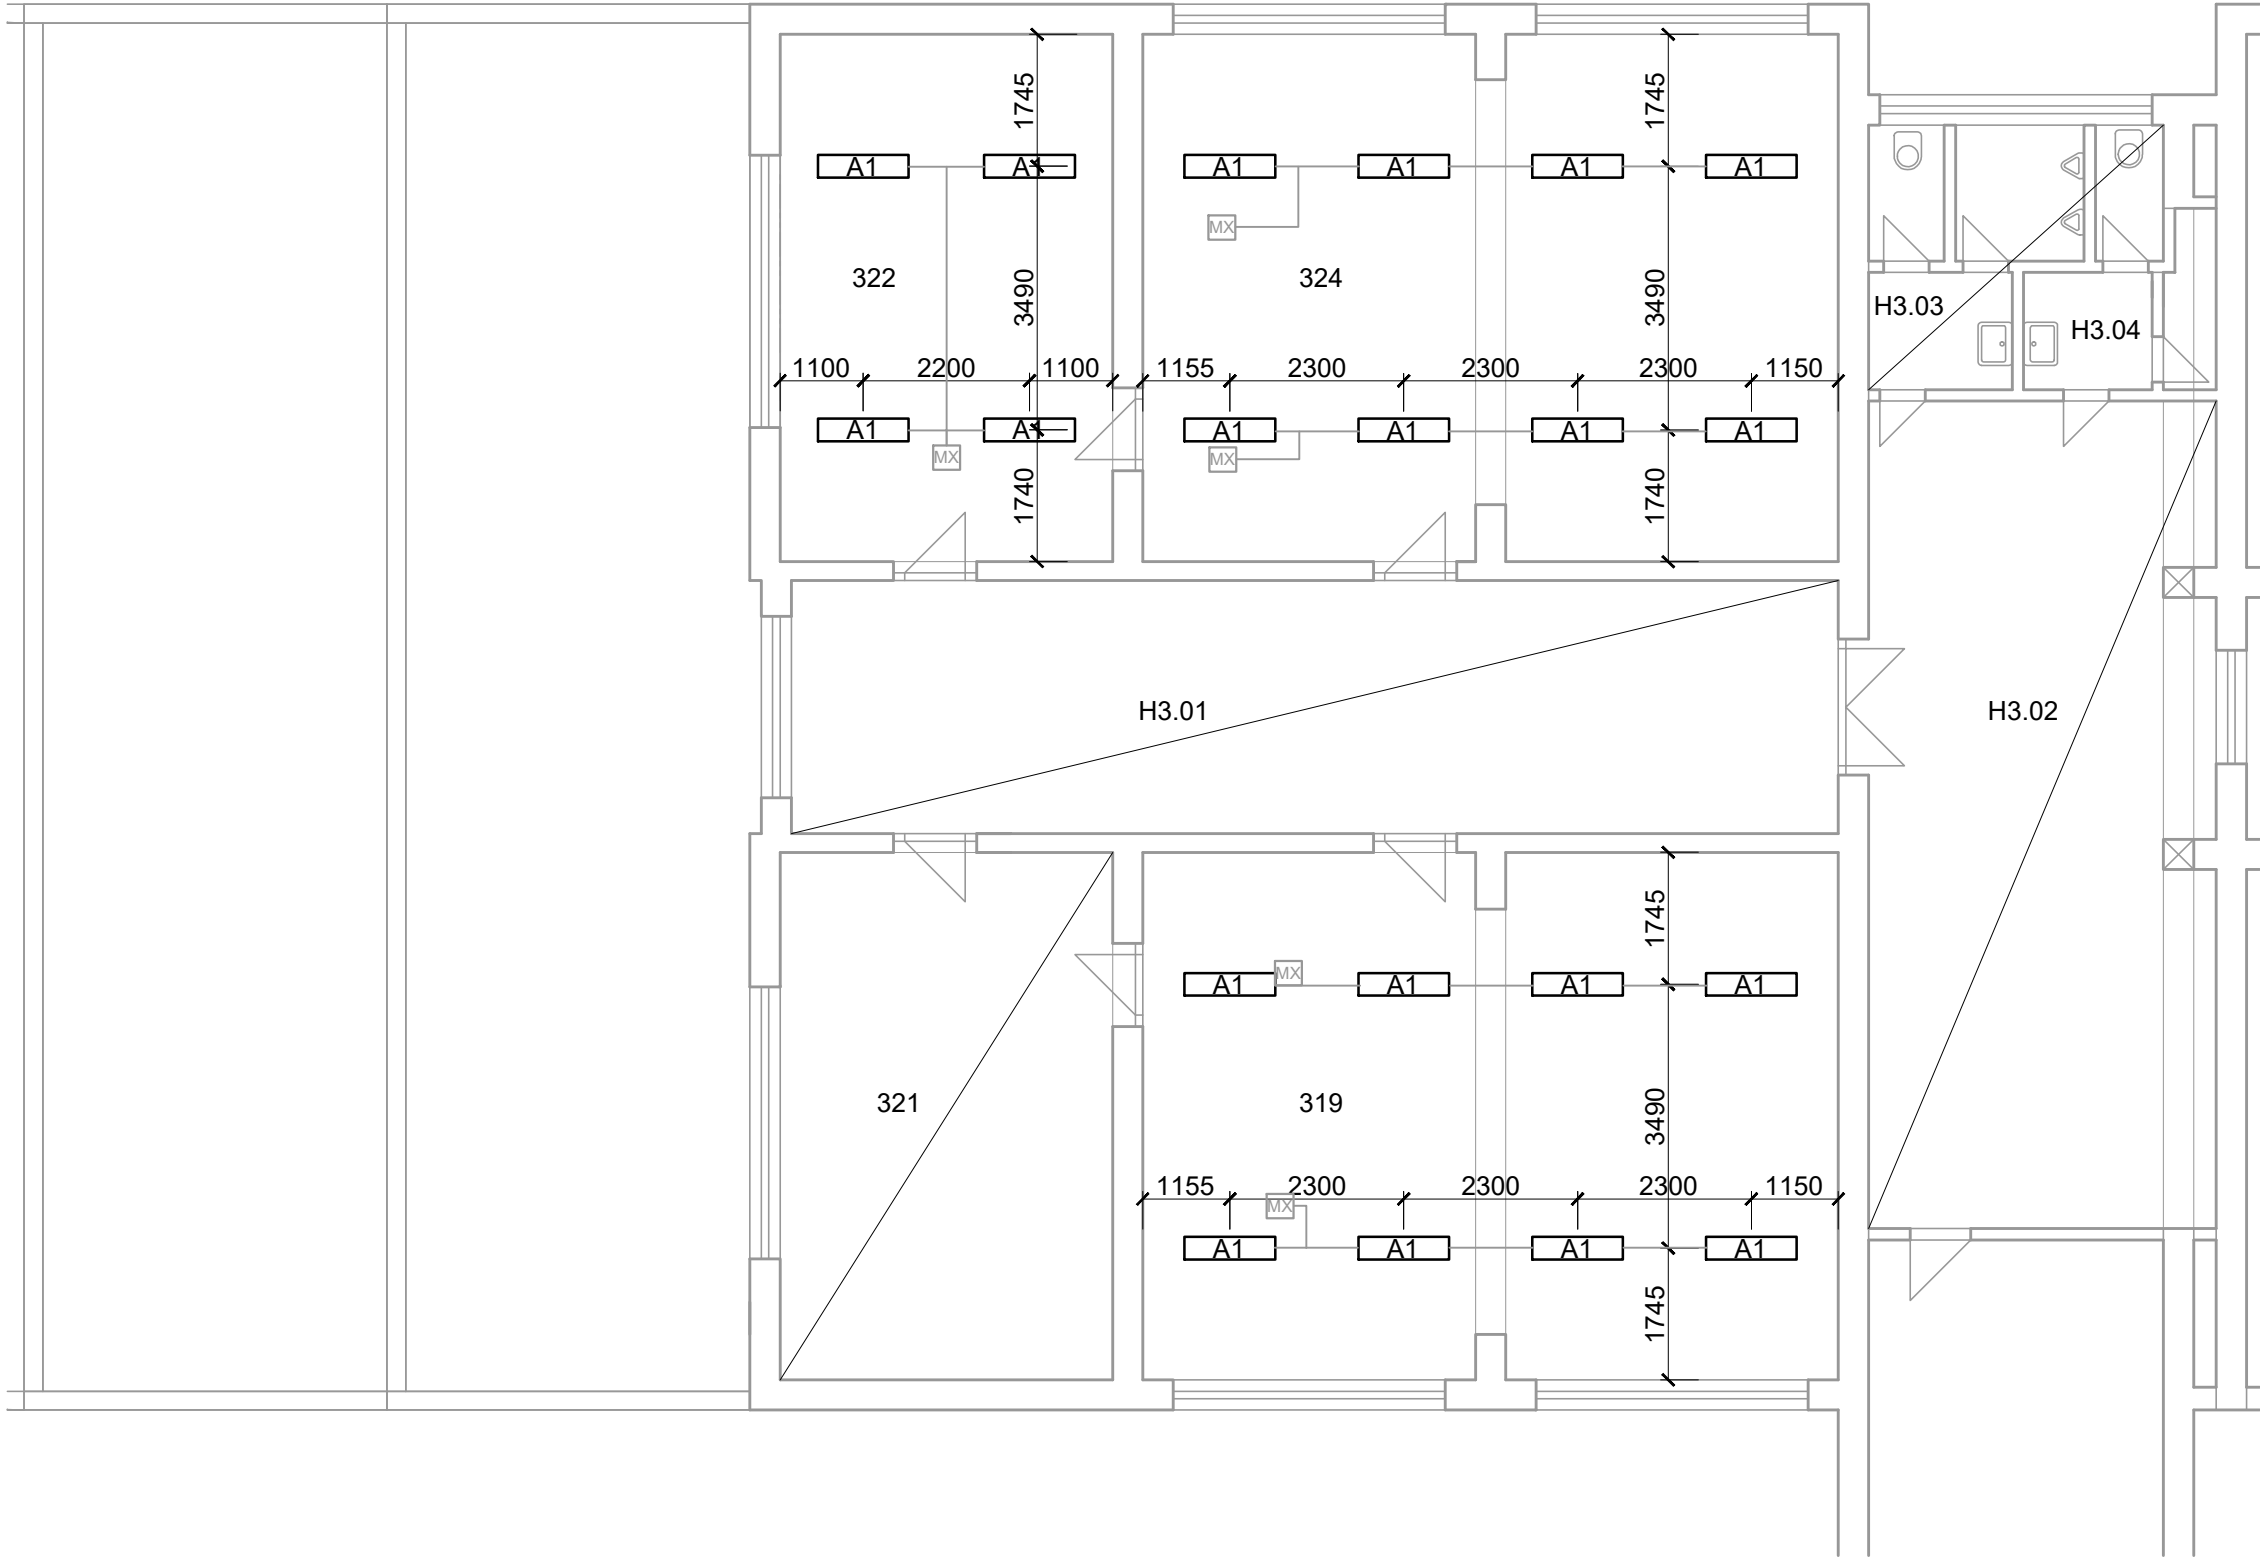 1745
1745
A1 A1 A1 A1 A1 A1
MX
322 324
3490 3490
H3.03
H3.04
1100 2200 1100 1155 2300 2300 2300 1150
A1 A1 A1 A1 A1 A1
MX MX
1740 1740
H3.01 H3.02
1745
MX
A1 A1 A1 A1
321 319
3490
1155 2300 2300 2300 1150
MX
A1 A1 A1 A1
1745